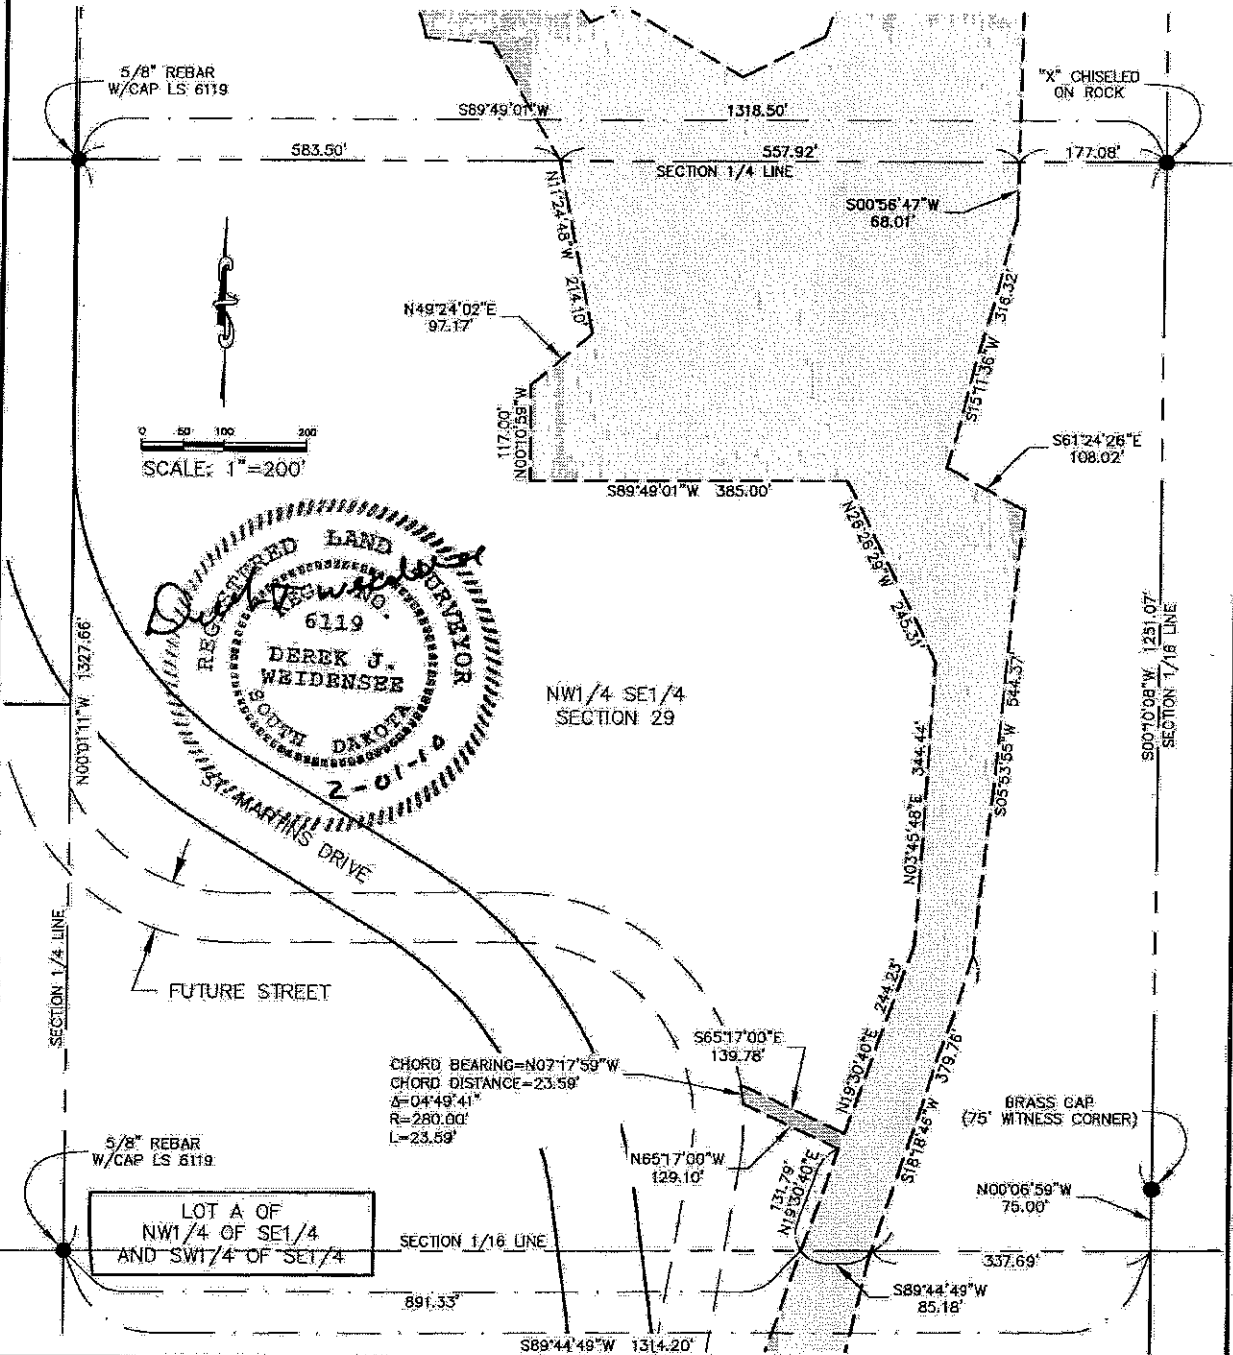 5/8" REBAR
W/CAP LS 6119
"X" CHISELED
ON ROCK
S89°49'01"W
1318.50'
583.50'
557.92'
177.08'
SECTION 1/4 LINE
N11°24'48"W 214.10'
S00°56'47"W
68.01'
N49°24'02"E
97.17'
S15°11'36"W 316.32'
0 50 100 200
SCALE: 1"=200'
117.00'
N00°10'59"W
S61°24'26"E
108.02'
S89°49'01"W 385.00'
N26°26'29"W 245.31'
REGISTERED LAND SURVEYOR
REG. NO.
6119
DEREK J.
WEIDENSEE
SOUTH DAKOTA
2-01-10
N00°01'11"W 1327.66'
NW1/4 SE1/4
SECTION 29
S00°10'08"W 1251.07'
SECTION 1/16 LINE
S05°53'55"W 544.37'
N03°45'48"E 344.44'
ST. MARTINS DRIVE
SECTION 1/4 LINE
FUTURE STREET
N19°30'40"E 244.23'
S65°17'00"E
139.78'
CHORD BEARING=N07°17'59"W
CHORD DISTANCE=23.59'
Δ=04°49'41"
R=280.00'
L=23.59'
S18°18'46"W 379.76'
BRASS CAP
(75' WITNESS CORNER)
5/8" REBAR
W/CAP LS 6119
N65°17'00"W
129.10'
131.79'
N19°30'40"E
N00°06'59"W
75.00'
LOT A OF
NW1/4 OF SE1/4
AND SW1/4 OF SE1/4
SECTION 1/16 LINE
337.69'
891.33'
S89°44'49"W
85.18'
S89°44'49"W 1314.20'